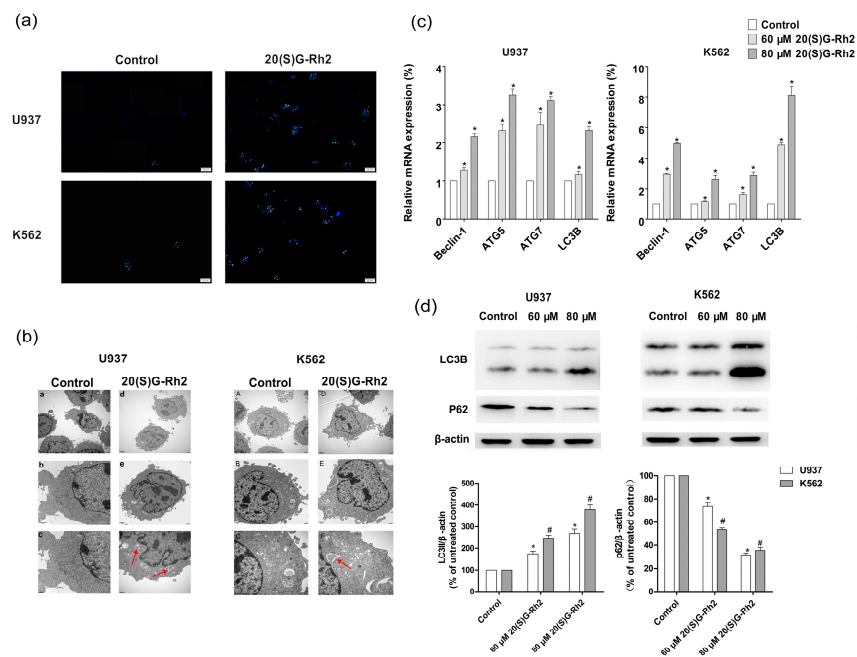 (a)
Control
20(S)G-Rh2
U937
K562
(b)
U937
K562
Control
20(S)G-Rh2
Control
20(S)G-Rh2
a
d
A
D
b
e
B
E
c
(c)
Control
60 µM 20(S)G-Rh2
80 µM 20(S)G-Rh2
U937
K562
Relative mRNA expression (%)
4
3
2
1
0
* * * * * * * *
Beclin-1
ATG5
ATG7
LC3B
Relative mRNA expression (%)
10
8
6
4
2
0
* * * * * * * *
Beclin-1
ATG5
ATG7
LC3B
(d)
U937
K562
Control
60 µM
80 µM
Control
60 µM
80 µM
LC3B
P62
β-actin
LC3II/β-actin
(% of untreated control)
500
400
300
200
100
0
* # * #
Control
60 µM 20(S)G-Rh2
80 µM 20(S)G-Rh2
p62/β-actin
(% of untreated control)
100
80
60
40
20
0
* # * #
Control
60 µM 20(S)G-Ph2
80 µM 20(S)G-Ph2
U937
K562